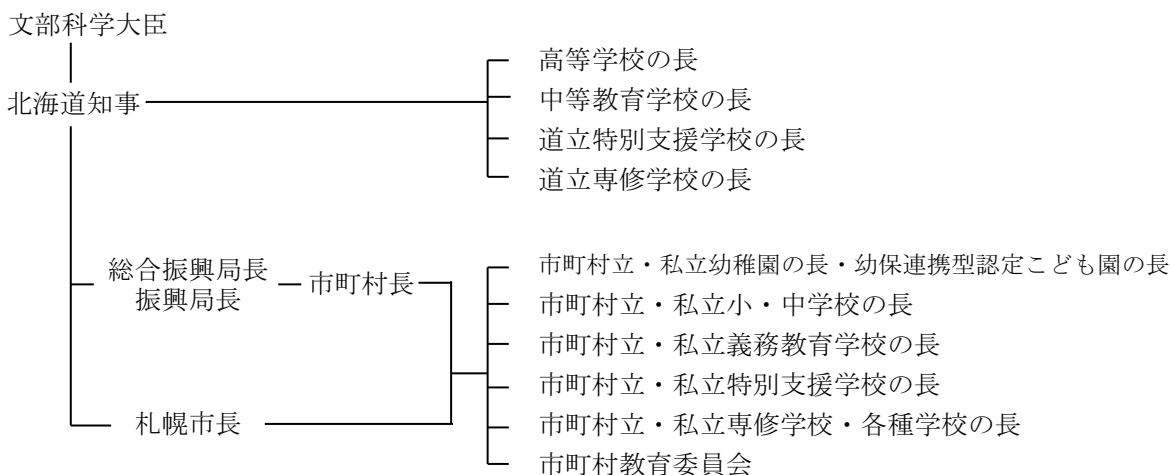 文部科学大臣
北海道知事
高等学校の長
中等教育学校の長
道立特別支援学校の長
道立専修学校の長
総合振興局長
振興局長
市町村長
札幌市長
市町村立・私立幼稚園の長・幼保連携型認定こども園の長
市町村立・私立小・中学校の長
市町村立・私立義務教育学校の長
市町村立・私立特別支援学校の長
市町村立・私立専修学校・各種学校の長
市町村教育委員会